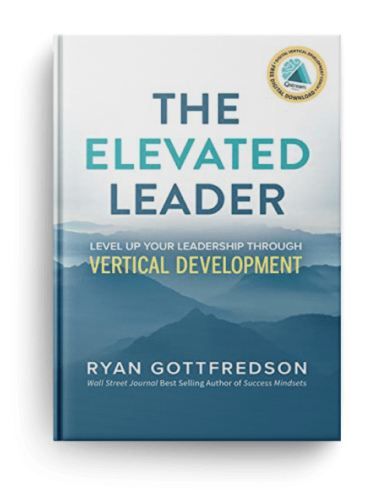 THE
ELEVATED
LEADER
LEVEL UP YOUR LEADERSHIP THROUGH
VERTICAL DEVELOPMENT
RYAN GOTTFREDSON
Wall Street Journal Best Selling Author of Success Mindsets